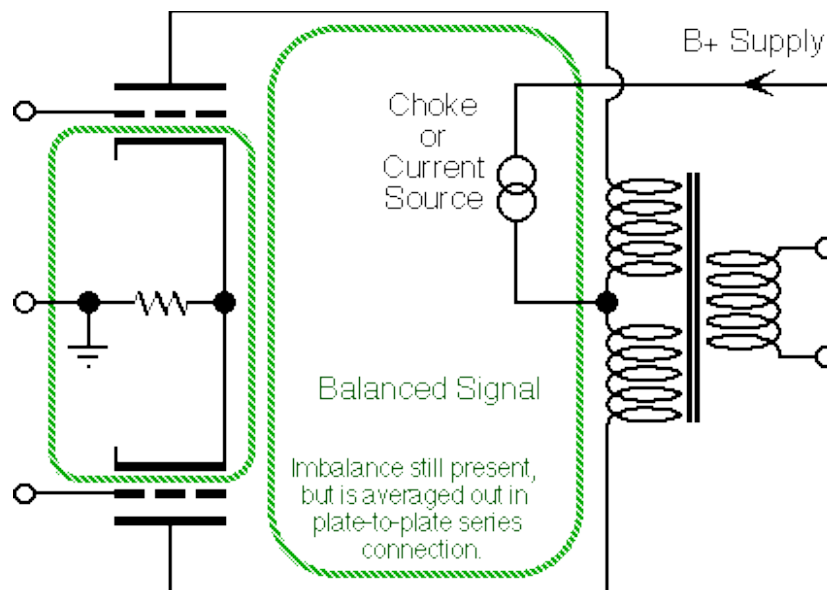 B+ Supply
Choke
or
Current
Source
Balanced Signal
Imbalance still present,
but is averaged out in
plate-to-plate series
connection.